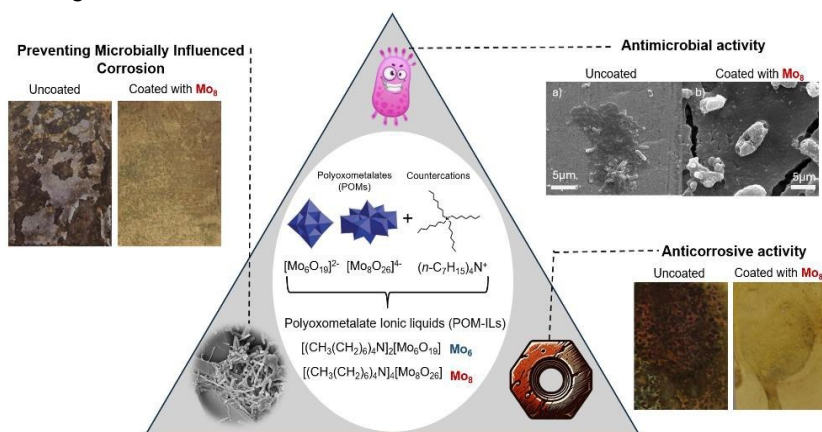 Preventing Microbially Influenced
Corrosion
Uncoated Coated with Mo₈
Antimicrobial activity
Uncoated Coated with Mo₈
a) b)
5µm 5µm
Polyoxometalates
(POMs)
Countercations
+
[Mo₆O₁₉]²⁻ [Mo₈O₂₆]⁴⁻ (n-C₇H₁₅)₄N⁺
Polyoxometalate Ionic liquids (POM-ILs)
[(CH₃(CH₂)₆)₄N]₂[Mo₆O₁₉] Mo₆
[(CH₃(CH₂)₆)₄N]₄[Mo₈O₂₆] Mo₈
Anticorrosive activity
Uncoated Coated with Mo₈